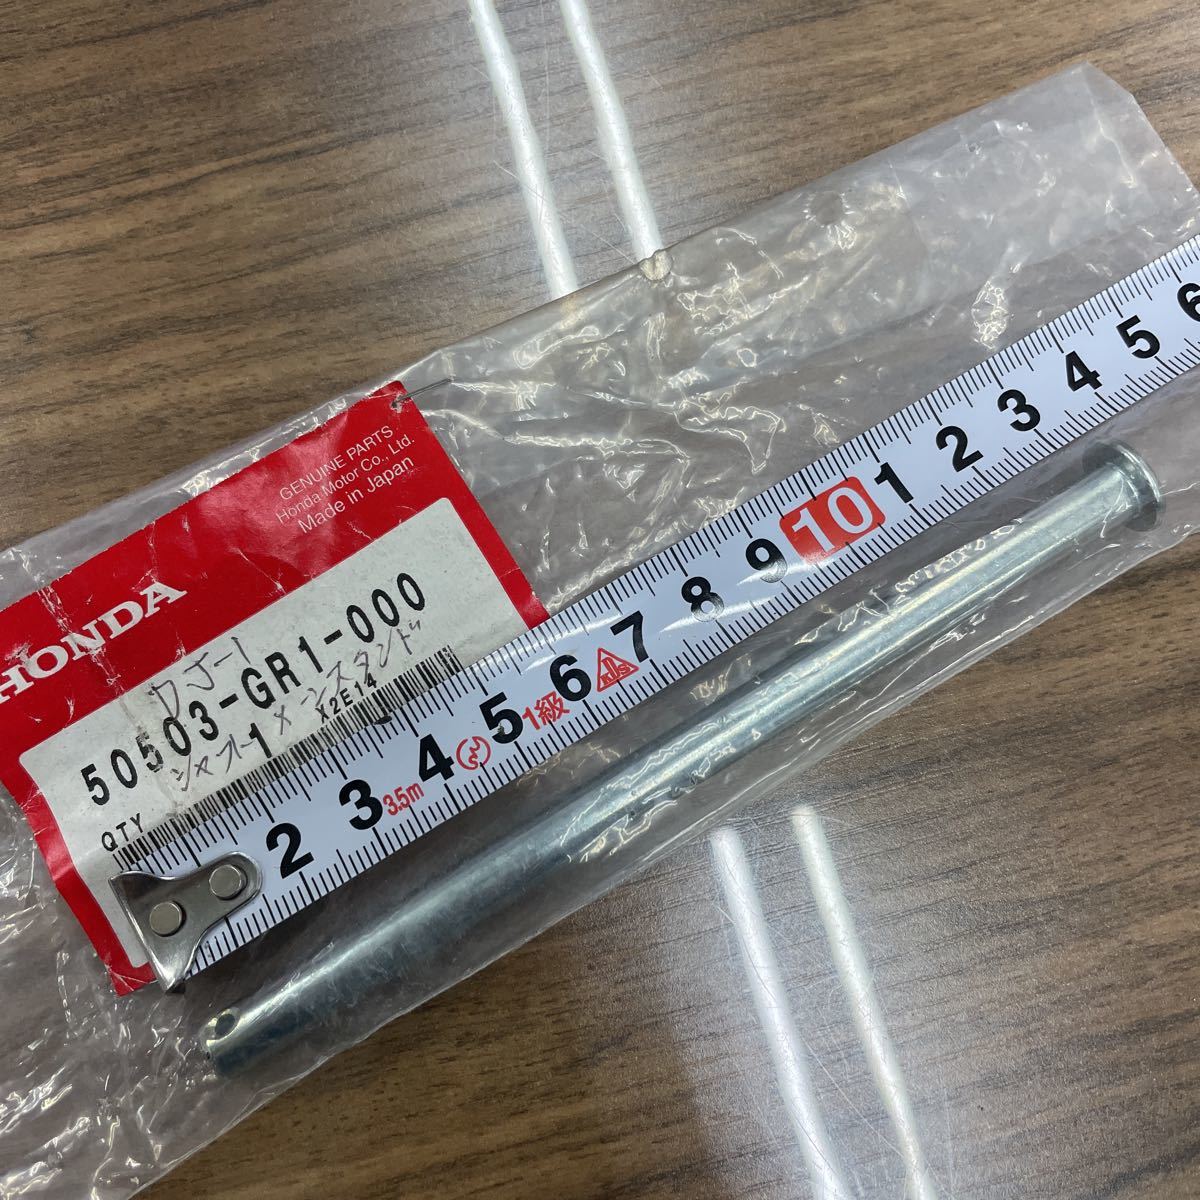 GENUINE PARTS
Honda Motor Co., Ltd.
Made in Japan
HONDA
DJ-1
50503-GR1-000
シャフト メーンスタンド
QTY 1 X2E14
2 3 3.5m 4 5 1級 6 JIS 7 8 9 10 1 2 3 4 5 6